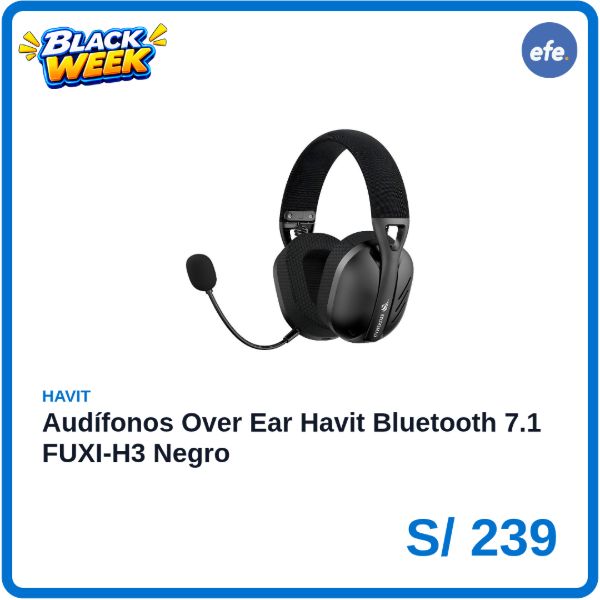 BLACK
WEEK
efe.
HAVIT
Audífonos Over Ear Havit Bluetooth 7.1
FUXI-H3 Negro
S/ 239